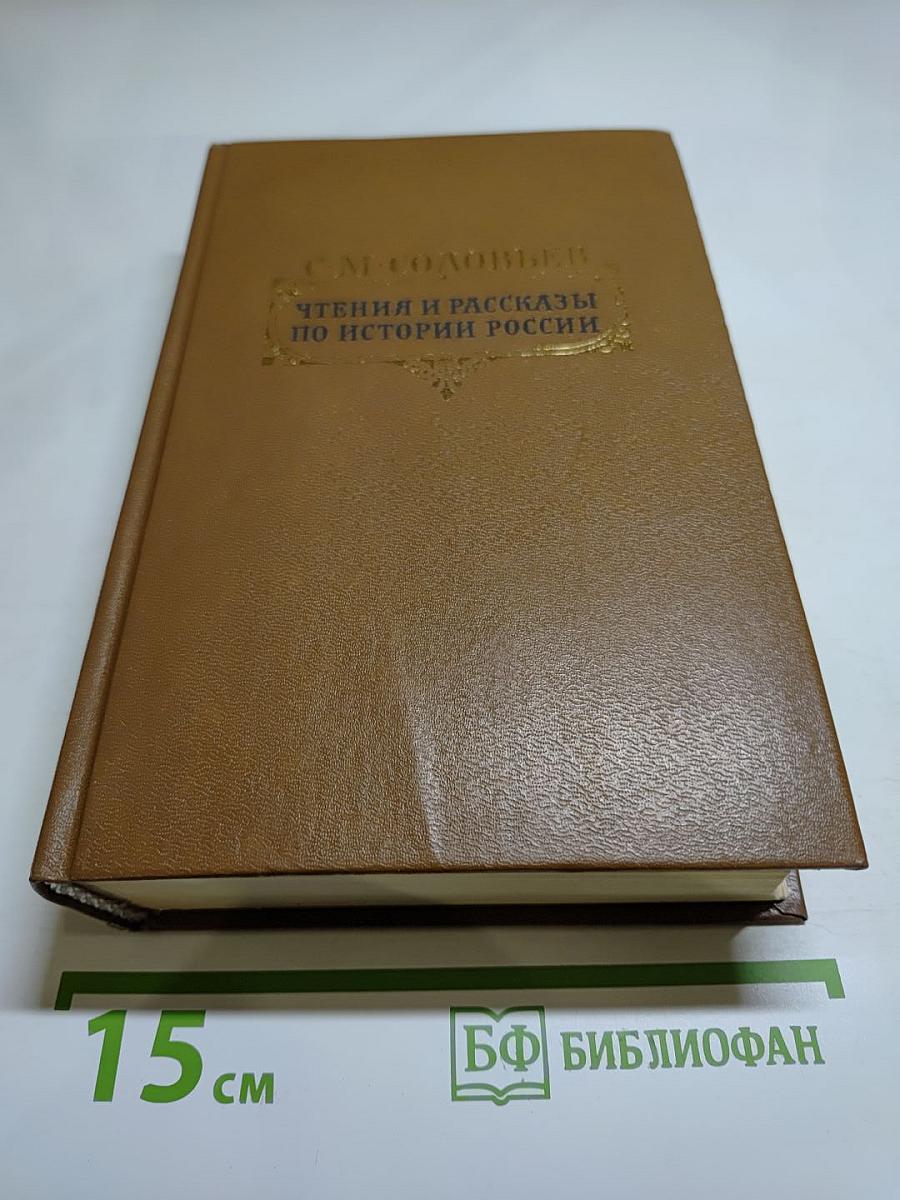 С·М·СОЛОВЬЕВ
ЧТЕНИЯ И РАССКАЗЫ
ПО ИСТОРИИ РОССИИ
15 см
БФ БИБЛИОФАН